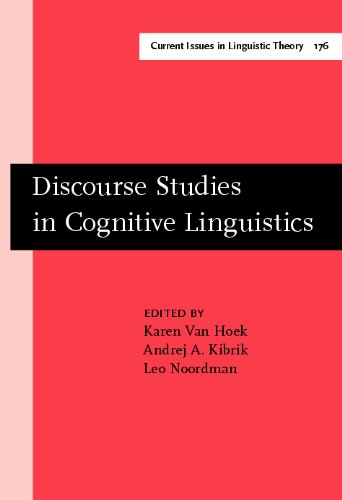 Current Issues in Linguistic Theory 176
Discourse Studies
in Cognitive Linguistics
EDITED BY
Karen Van Hoek
Andrej A. Kibrik
Leo Noordman